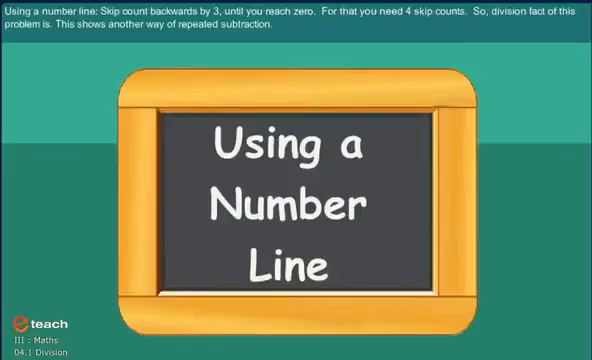 Using a number line: Skip count backwards by 3, until you reach zero.  For that you need 4 skip counts.  So, division fact of this
problem is. This shows another way of repeated subtraction.
Using a
Number
Line
eteach
III : Maths
04.1 Division